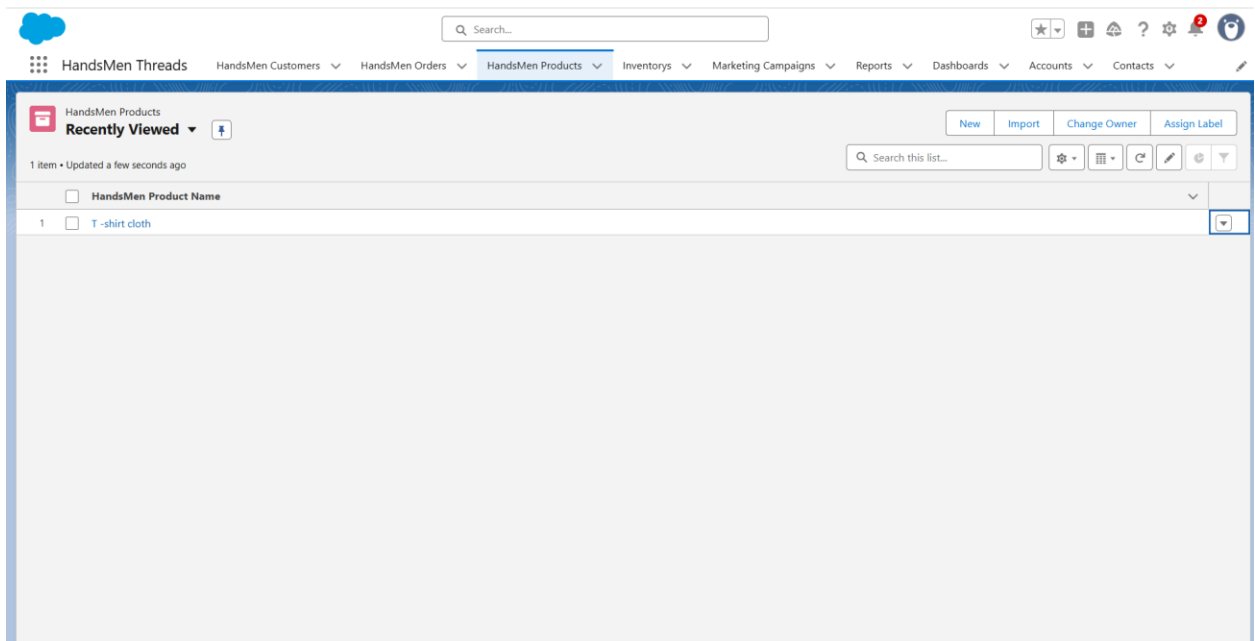 Search...
2
HandsMen Threads HandsMen Customers HandsMen Orders HandsMen Products Inventorys Marketing Campaigns Reports Dashboards Accounts Contacts
HandsMen Products
Recently Viewed
New Import Change Owner Assign Label
1 item • Updated a few seconds ago
Search this list...
HandsMen Product Name
1 T -shirt cloth